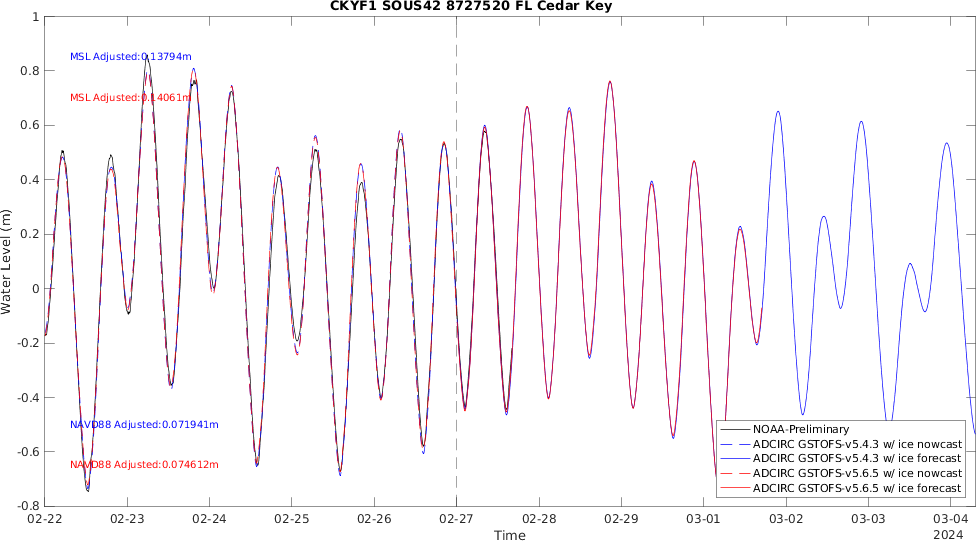 CKYF1 SOUS42 8727520 FL Cedar Key
1
0.8
0.6
0.4
0.2
0
-0.2
-0.4
-0.6
-0.8
Water Level (m)
MSL Adjusted:0.13794m
MSL Adjusted:0.14061m
NAVD88 Adjusted:0.071941m
NAVD88 Adjusted:0.074612m
NOAA-Preliminary
ADCIRC GSTOFS-v5.4.3 w/ ice nowcast
ADCIRC GSTOFS-v5.4.3 w/ ice forecast
ADCIRC GSTOFS-v5.6.5 w/ ice nowcast
ADCIRC GSTOFS-v5.6.5 w/ ice forecast
02-22 02-23 02-24 02-25 02-26 02-27 02-28 02-29 03-01 03-02 03-03 03-04
Time
2024